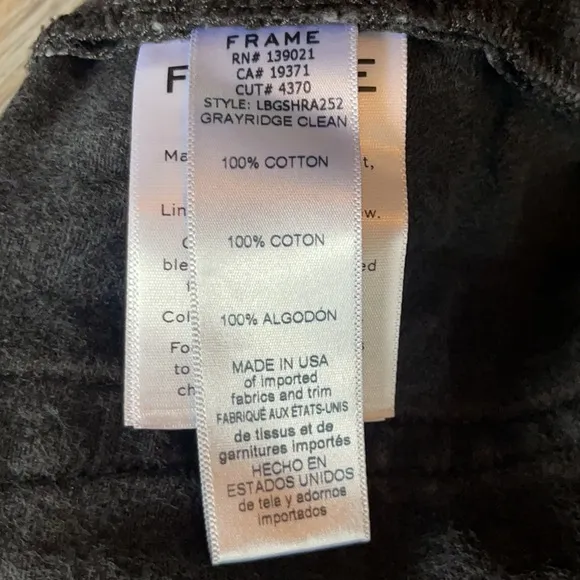 FRAME
RN# 139021
CA# 19371
CUT# 4370
STYLE: LBGSHRA252
GRAYRIDGE CLEAN
100% COTTON
100% COTON
100% ALGODÓN
MADE IN USA
of imported
fabrics and trim
FABRIQUÉ AUX ÉTATS-UNIS
de tissus et de
garnitures importés
HECHO EN
ESTADOS UNIDOS
de tela y adornos
importados